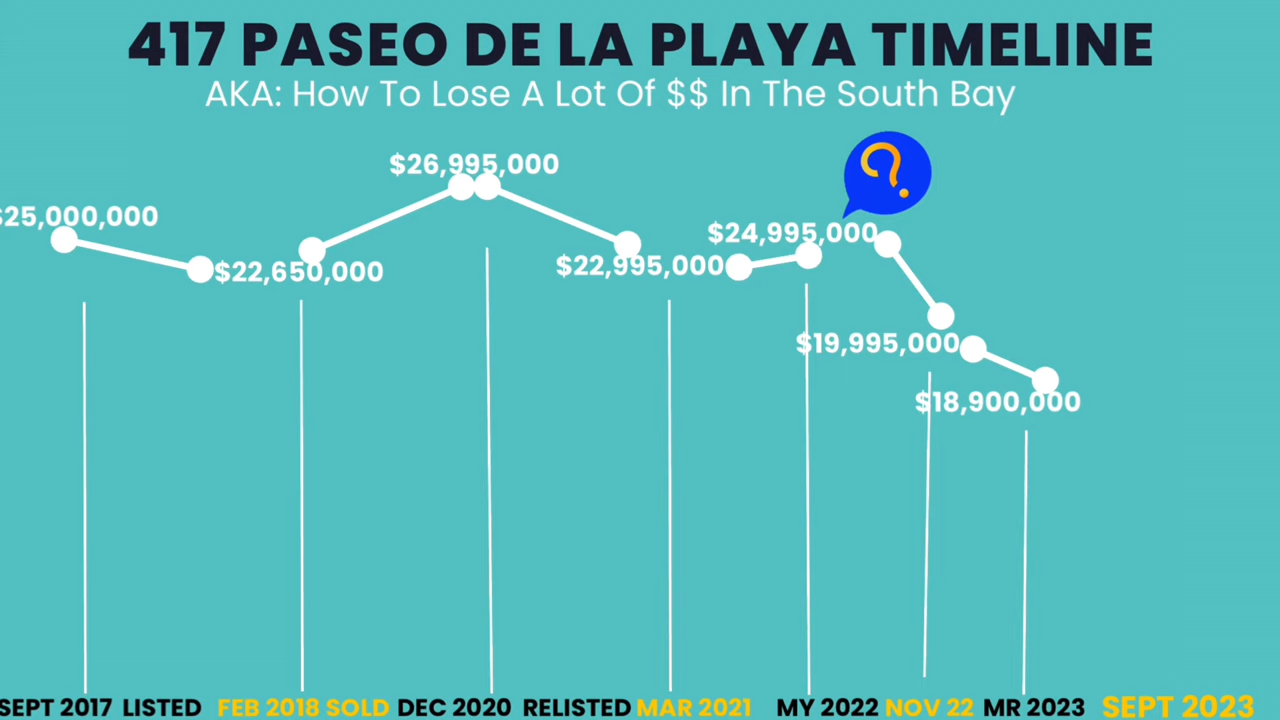 417 PASEO DE LA PLAYA TIMELINE
AKA: How To Lose A Lot Of $$ In The South Bay
$26,995,000
?
$25,000,000
$24,995,000
$22,995,000
$22,650,000
$19,995,000
$18,900,000
SEPT 2017 LISTED FEB 2018 SOLD DEC 2020 RELISTED MAR 2021 MY 2022 NOV 22 MR 2023 SEPT 2023